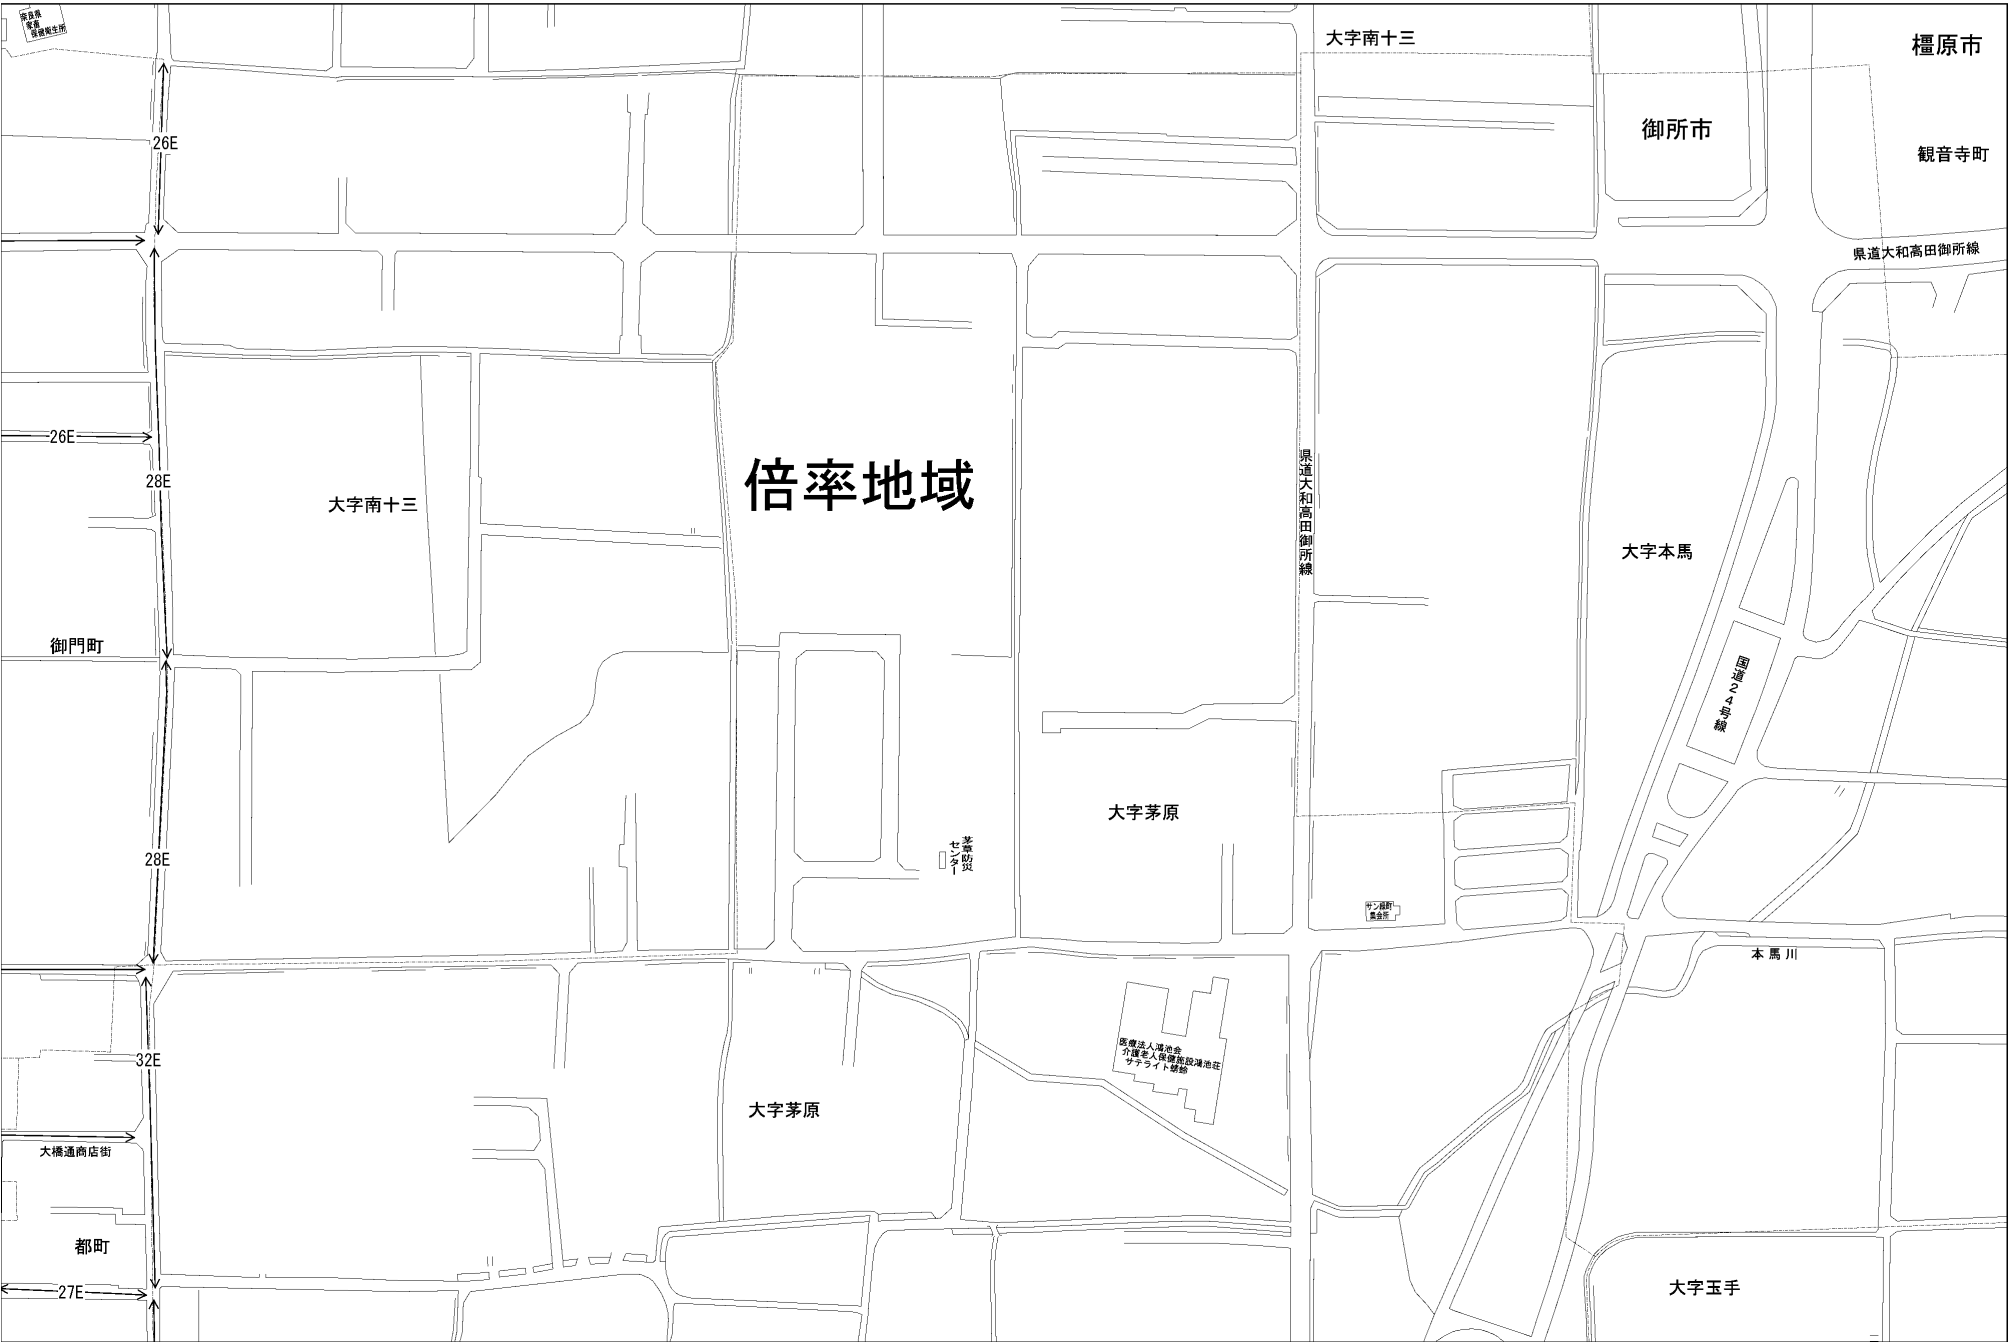 奈良県
家畜
保健衛生所
大字南十三
橿原市
御所市
観音寺町
26E
県道大和高田御所線
26E
28E
大字南十三
倍率地域
県道大和高田御所線
大字本馬
御門町
国道24号線
大字茅原
28E
茅草防災
センター
サン緑町
集会所
本馬川
32E
医療法人鴻池会
介護老人保健施設鴻池荘
サテライト蜻蛉
大字茅原
大橋通商店街
都町
27E
大字玉手